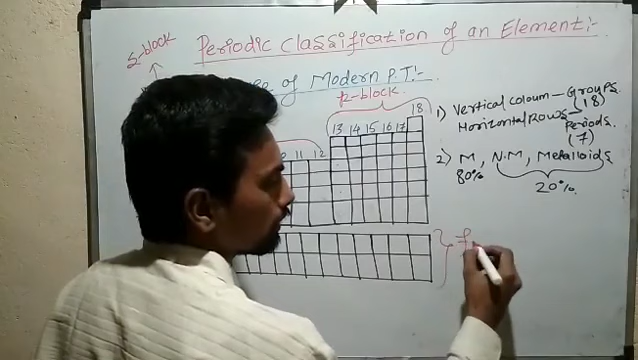 Periodic Classification of an Element:-
s-block
of Modern P.T:-
p-block.
18
13 14 15 16 17
11 12
1) Vertical Coloum - Groups
(18)
Horizontal Rows - Periods.
(7)
2) M, N.M, Metalloids
80%
20%
f